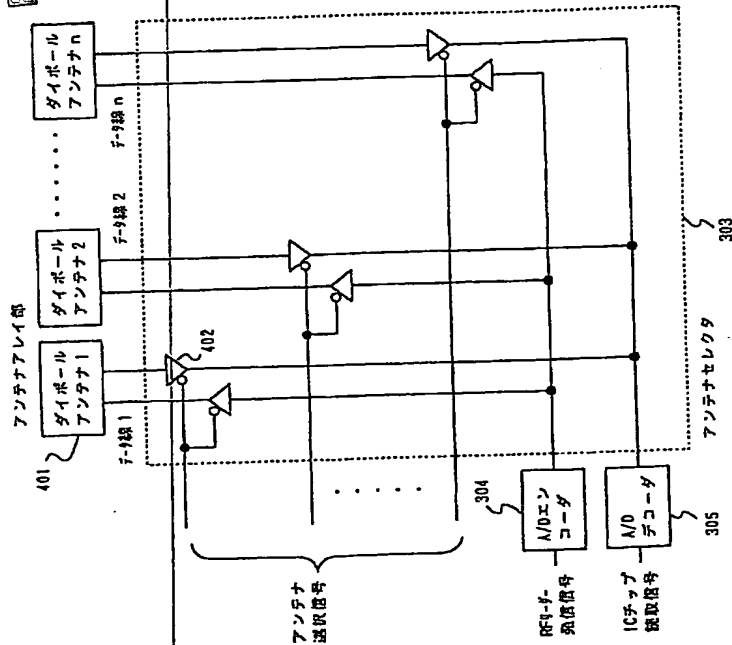 アンテナアレイ部
401
ダイポール
アンテナ1
ダイポール
アンテナ2
・・・・・・
ダイポール
アンテナn
データ線1
データ線2
データ線n
402
アンテナ
選択信号
・・・・・
RFリーダー
発信信号
304
A/Dエン
コーダ
ICチップ
読取信号
A/D
デコーダ
305
アンテナセレクタ
303